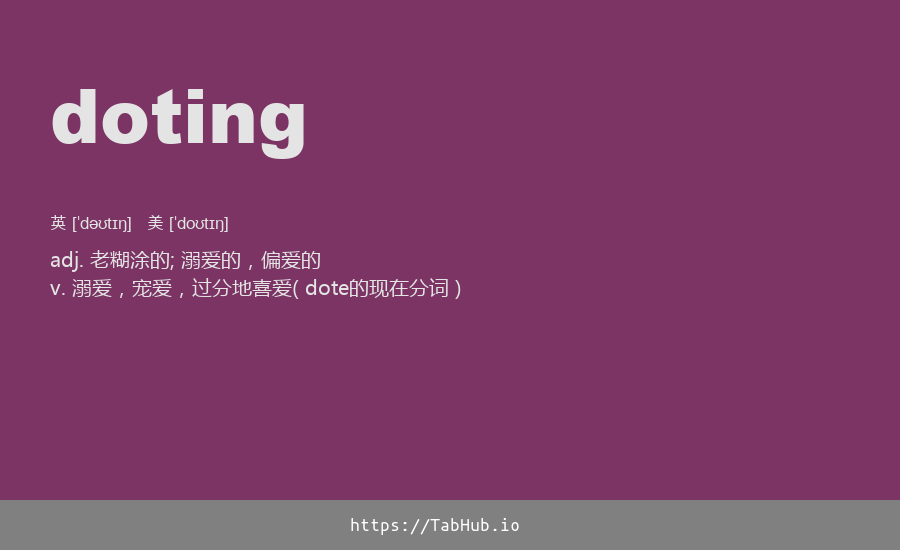 doting
英 [ˈdəʊtɪŋ] 美 [ˈdoʊtɪŋ]
adj. 老糊涂的; 溺爱的，偏爱的
v. 溺爱，宠爱，过分地喜爱( dote的现在分词 )
https://TabHub.io